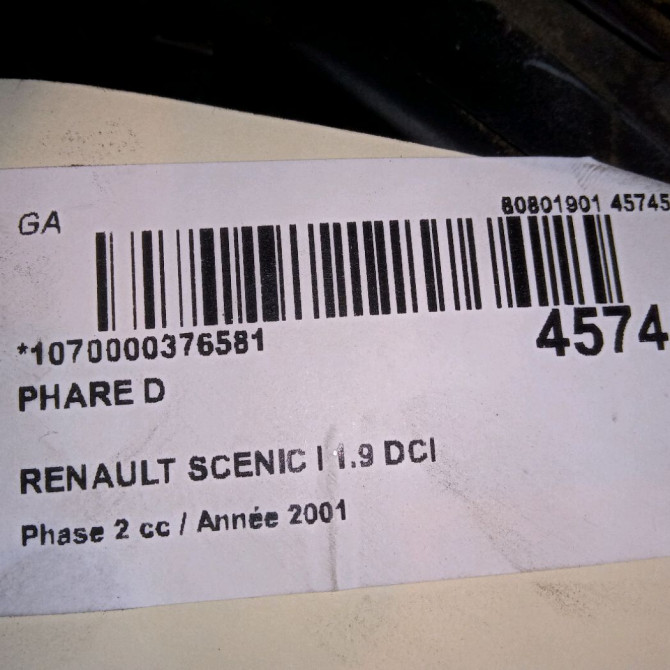 GA
80801901 45745
*1070000376581
4574
PHARE D
RENAULT SCENIC I 1.9 DCI
Phase 2 cc / Année 2001